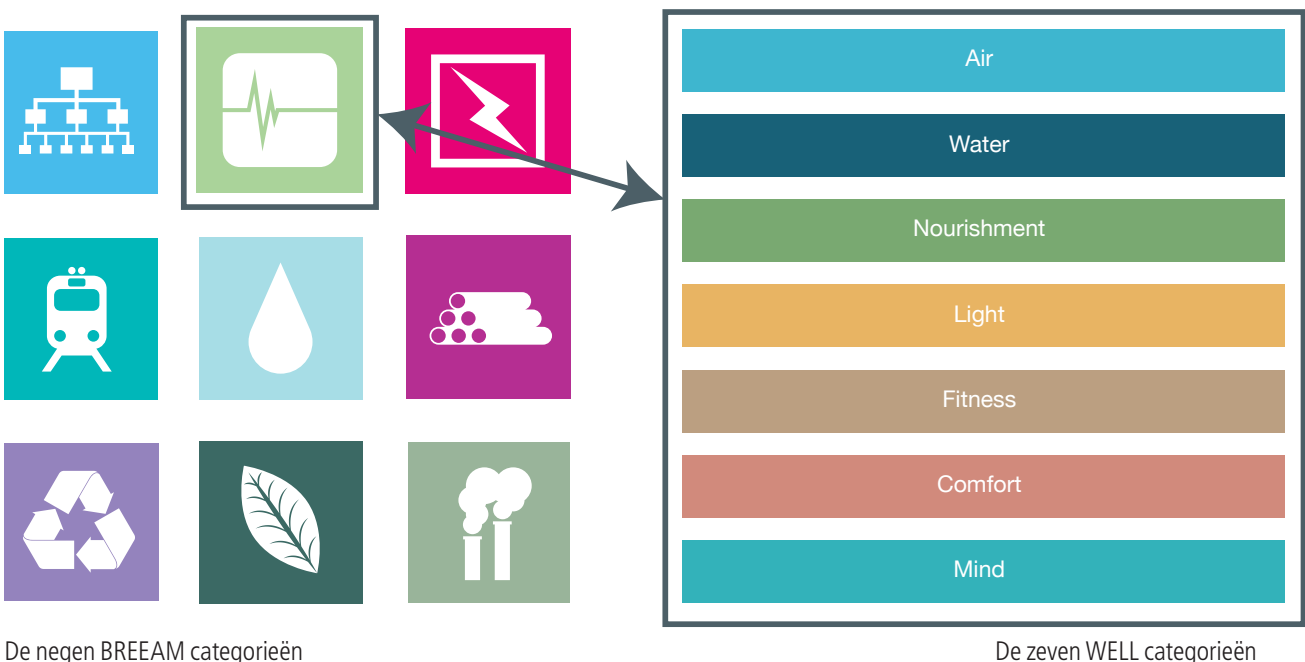 Air
Water
Nourishment
Light
Fitness
Comfort
Mind
De negen BREEAM categorieën
De zeven WELL categorieën